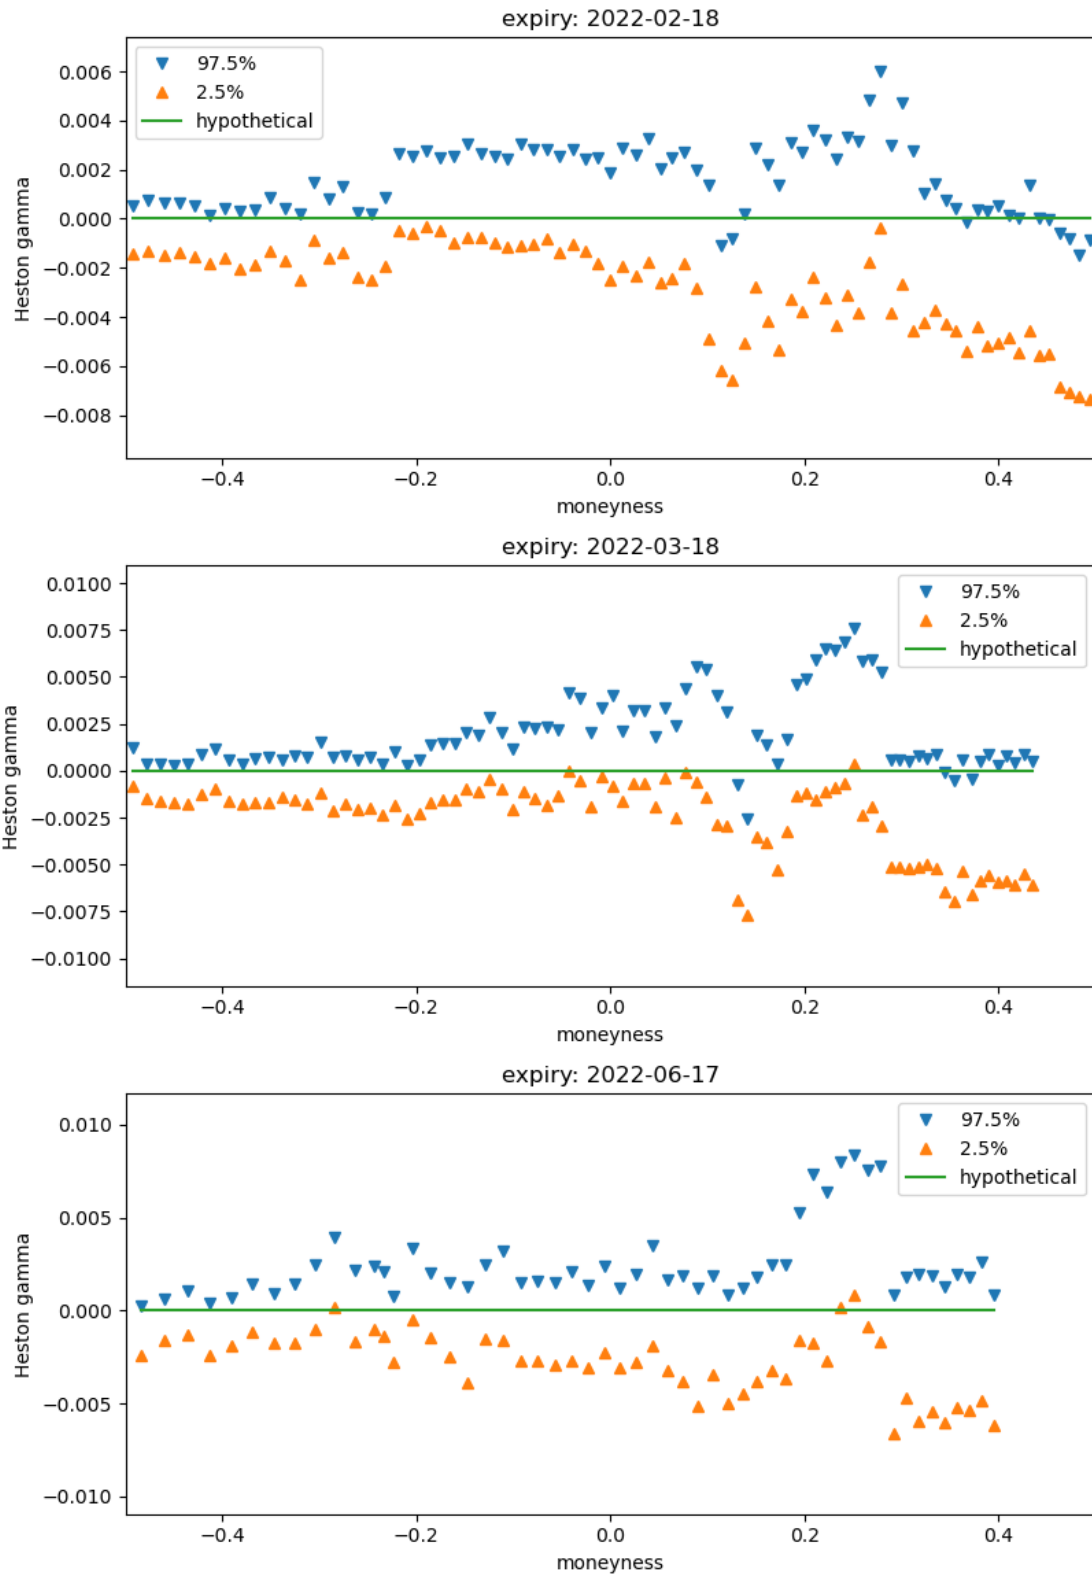 expiry: 2022-02-18
97.5%
2.5%
hypothetical
0.006
0.004
0.002
0.000
−0.002
−0.004
−0.006
−0.008
Heston gamma
−0.4 −0.2 0.0 0.2 0.4
moneyness
expiry: 2022-03-18
97.5%
2.5%
hypothetical
0.0100
0.0075
0.0050
0.0025
0.0000
−0.0025
−0.0050
−0.0075
−0.0100
Heston gamma
−0.4 −0.2 0.0 0.2 0.4
moneyness
expiry: 2022-06-17
97.5%
2.5%
hypothetical
0.010
0.005
0.000
−0.005
−0.010
Heston gamma
−0.4 −0.2 0.0 0.2 0.4
moneyness